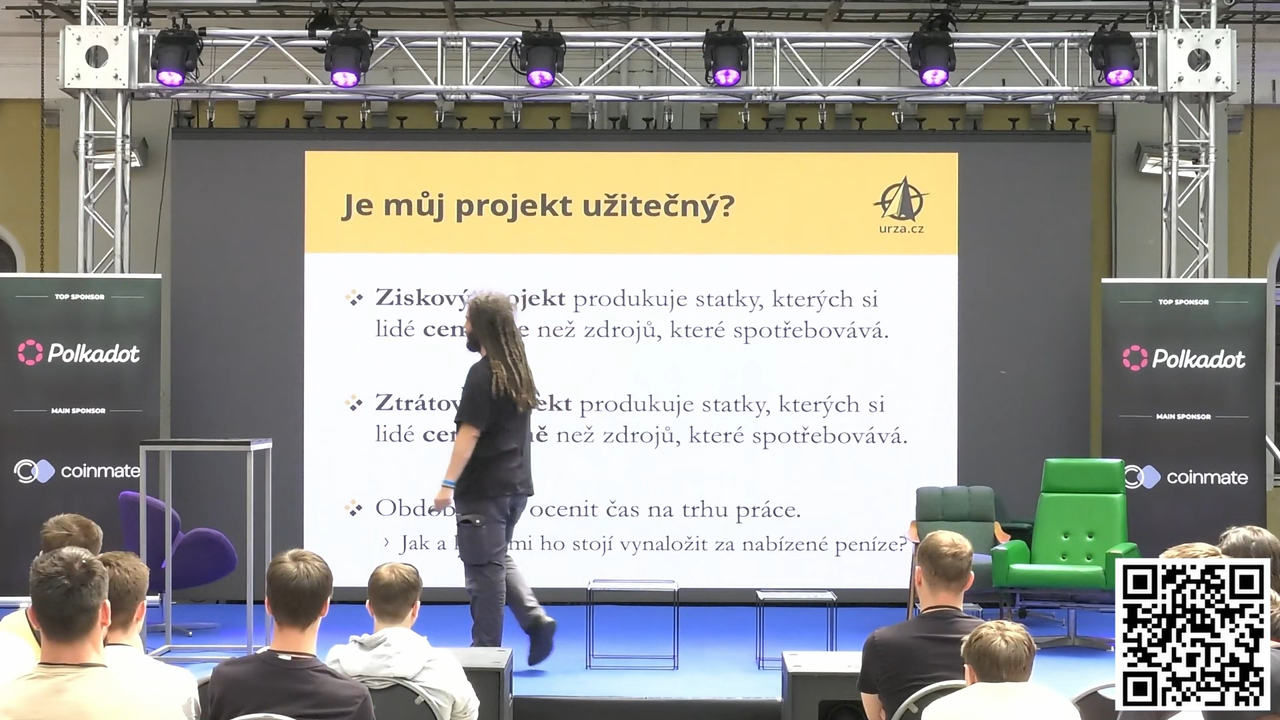 Je můj projekt užitečný?
urza.cz
Ziskový projekt produkuje statky, kterých si
lidé než zdrojů, které spotřebovává.
Ztrátový projekt produkuje statky, kterých si
lidé než zdrojů, které spotřebovává.
ocenit čas na trhu práce.
Jak a ho stojí vynaložit za nabízené peníze?
TOP SPONSOR
Polkadot
MAIN SPONSOR
coinmate
TOP SPONSOR
Polkadot
MAIN SPONSOR
coinmate